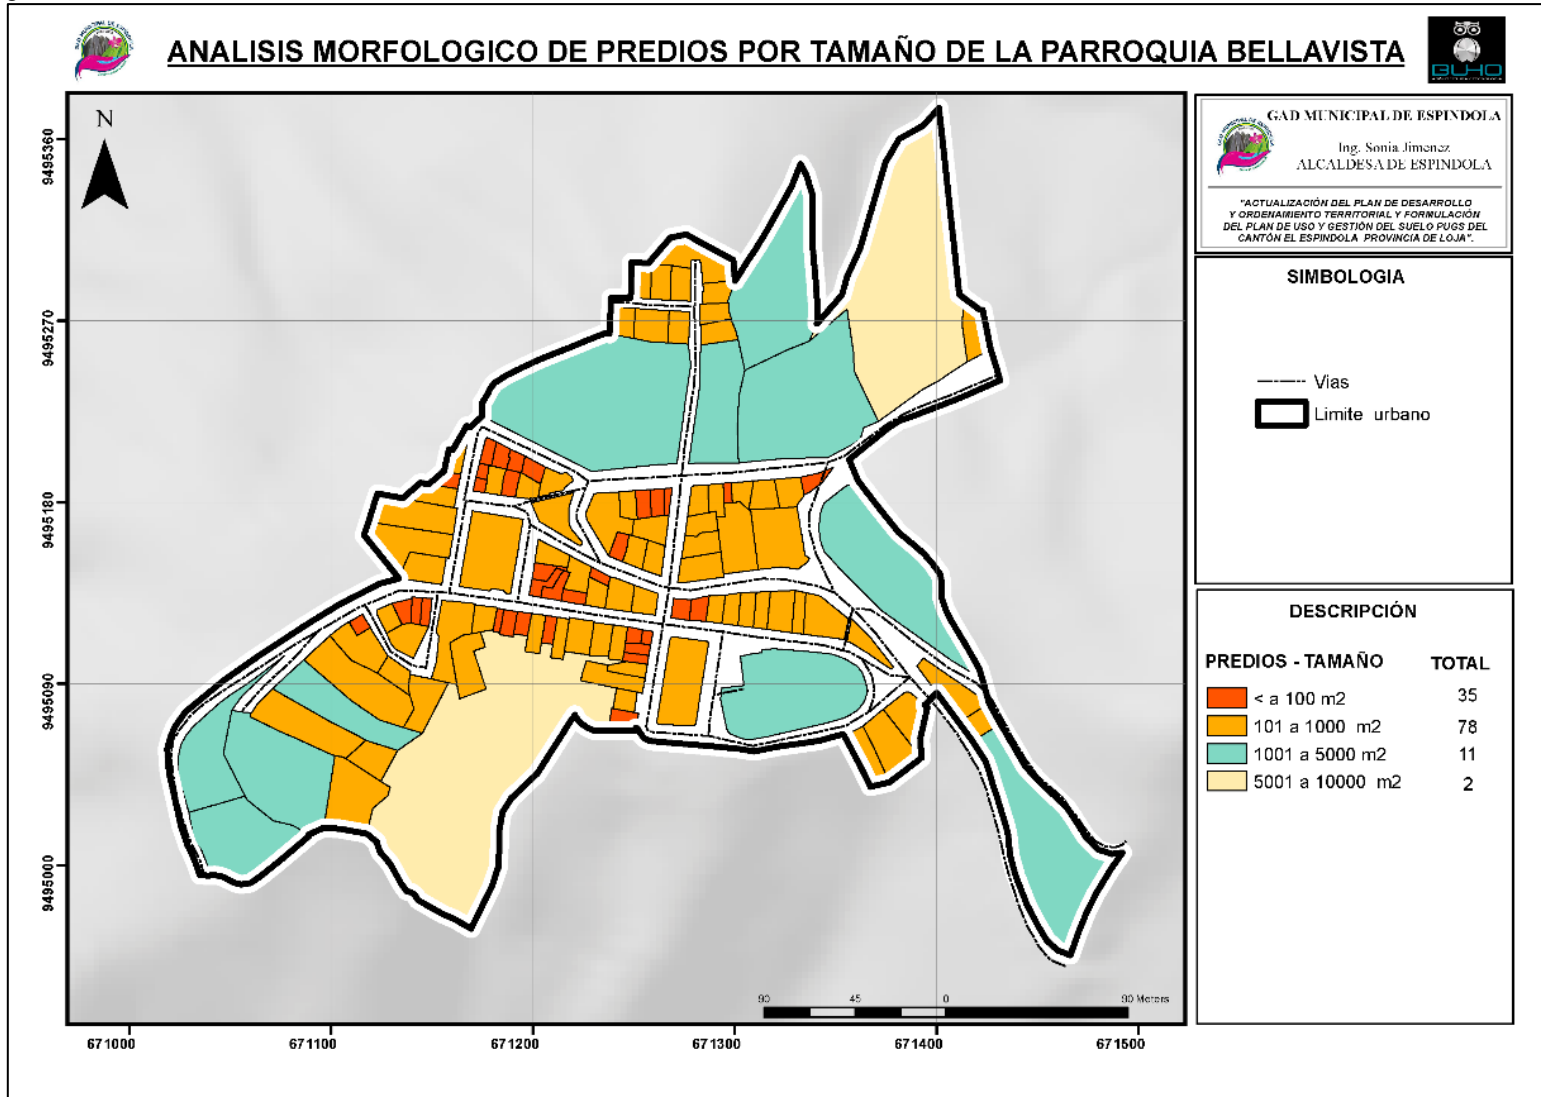 ANALISIS MORFOLOGICO DE PREDIOS POR TAMAÑO DE LA PARROQUIA BELLAVISTA
BUHO
N
9495360
9495270
9495180
9495090
9495000
671000
671100
671200
671300
671400
671500
90
45
0
90 Meters
GAD MUNICIPAL DE ESPINDOLA
Ing. Sonia Jimenez
ALCALDESA DE ESPINDOLA
"ACTUALIZACIÓN DEL PLAN DE DESARROLLO
Y ORDENAMIENTO TERRITORIAL Y FORMULACIÓN
DEL PLAN DE USO Y GESTIÓN DEL SUELO PUGS DEL
CANTÓN EL ESPINDOLA PROVINCIA DE LOJA".
SIMBOLOGIA
Vias
Limite urbano
DESCRIPCIÓN
PREDIOS - TAMAÑO TOTAL
< a 100 m2 35
101 a 1000 m2 78
1001 a 5000 m2 11
5001 a 10000 m2 2